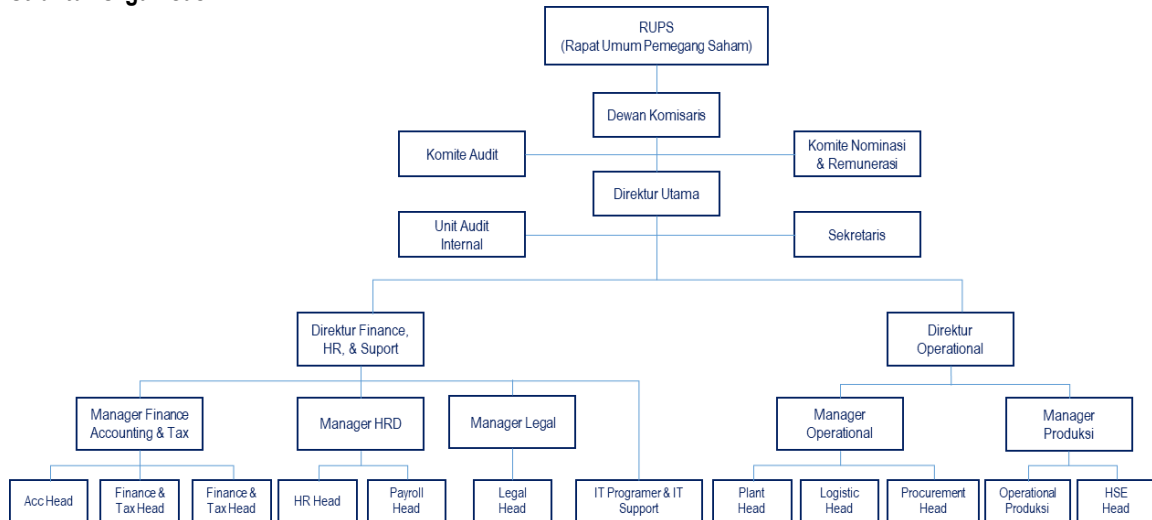 RUPS
(Rapat Umum Pemegang Saham)
Dewan Komisaris
Komite Audit
Komite Nominasi
& Remunerasi
Direktur Utama
Unit Audit
Internal
Sekretaris
Direktur Finance,
HR, & Suport
Direktur
Operational
Manager Finance
Accounting & Tax
Manager HRD
Manager Legal
Manager
Operational
Manager
Produksi
Acc Head
Finance &
Tax Head
Finance &
Tax Head
HR Head
Payroll
Head
Legal
Head
IT Programer & IT
Support
Plant
Head
Logistic
Head
Procurement
Head
Operational
Produksi
HSE
Head